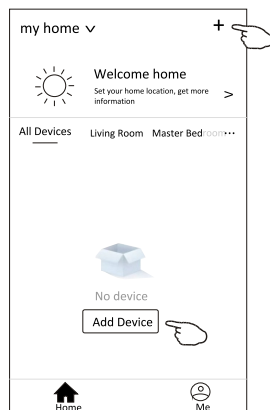 my home
+
Welcome home
Set your home location, get more
information
>
All Devices Living Room Master Bedroom...
No device
Add Device
Home Me